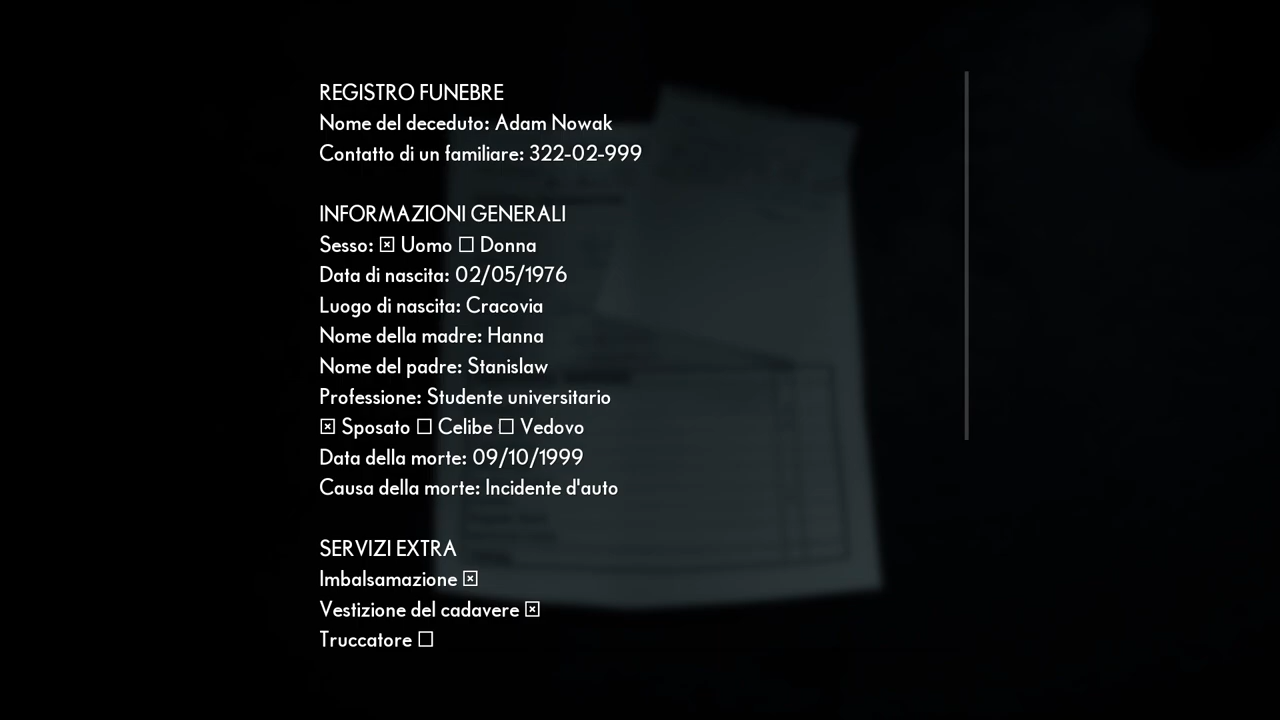 REGISTRO FUNEBRE
Nome del deceduto: Adam Nowak
Contatto di un familiare: 322-02-999
INFORMAZIONI GENERALI
Sesso: ☒ Uomo ☐ Donna
Data di nascita: 02/05/1976
Luogo di nascita: Cracovia
Nome della madre: Hanna
Nome del padre: Stanislaw
Professione: Studente universitario
☒ Sposato ☐ Celibe ☐ Vedovo
Data della morte: 09/10/1999
Causa della morte: Incidente d'auto
SERVIZI EXTRA
Imbalsamazione ☒
Vestizione del cadavere ☒
Truccatore ☐